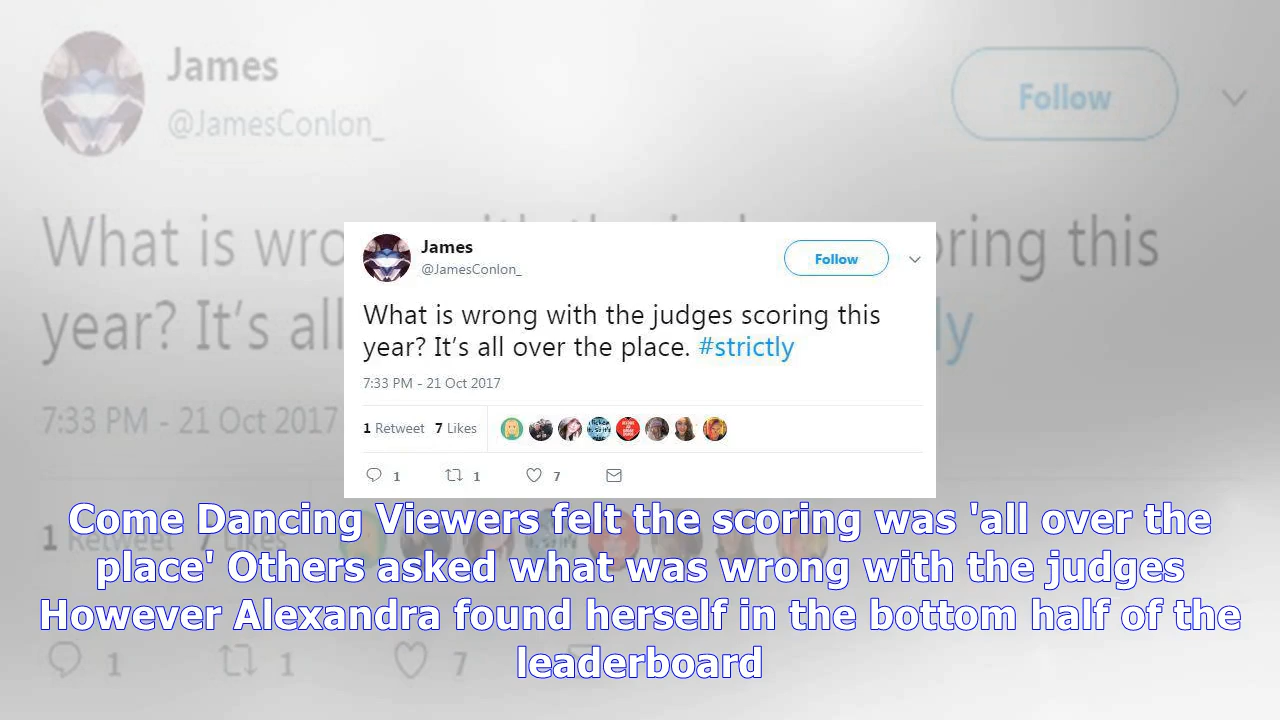 James
@JamesConlon_
Follow
What is wrong with the judges scoring this
year? It's all over the place. #strictly
7:33 PM - 21 Oct 2017
1 Retweet 7 Likes
1 1 7
Come Dancing Viewers felt the scoring was 'all over the
place' Others asked what was wrong with the judges
However Alexandra found herself in the bottom half of the
leaderboard